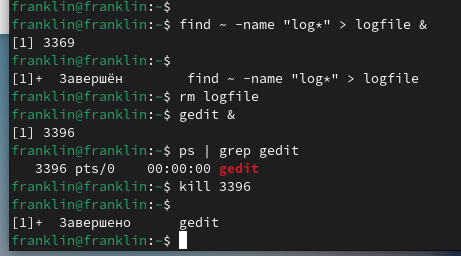 franklin@franklin:~$
franklin@franklin:~$ find ~ -name "log*" > logfile &
[1] 3369
franklin@franklin:~$
[1]+  Завершён        find ~ -name "log*" > logfile
franklin@franklin:~$ rm logfile
franklin@franklin:~$ gedit &
[1] 3396
franklin@franklin:~$ ps | grep gedit
   3396 pts/0    00:00:00 gedit
franklin@franklin:~$ kill 3396
franklin@franklin:~$
[1]+  Завершено      gedit
franklin@franklin:~$